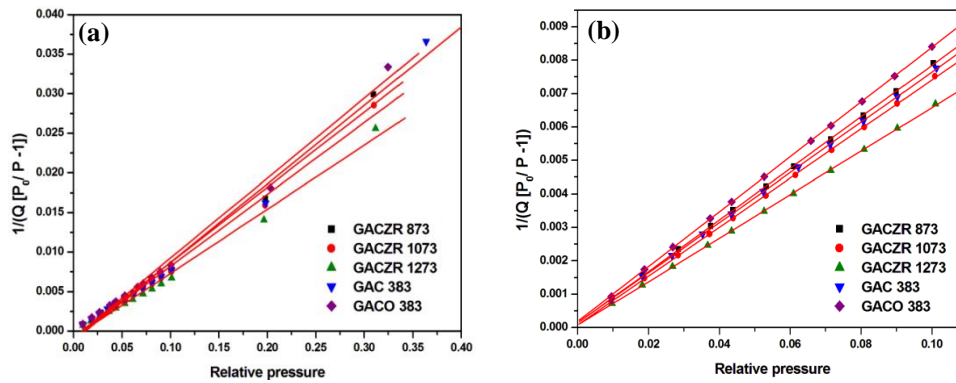 (a)
1/(Q [P0/ P -1])
0.040
0.035
0.030
0.025
0.020
0.015
0.010
0.005
0.000
GACZR 873
GACZR 1073
GACZR 1273
GAC 383
GACO 383
0.00 0.05 0.10 0.15 0.20 0.25 0.30 0.35 0.40
Relative pressure
(b)
1/(Q [P0/ P -1])
0.009
0.008
0.007
0.006
0.005
0.004
0.003
0.002
0.001
0.000
GACZR 873
GACZR 1073
GACZR 1273
GAC 383
GACO 383
0.00 0.02 0.04 0.06 0.08 0.10
Relative pressure